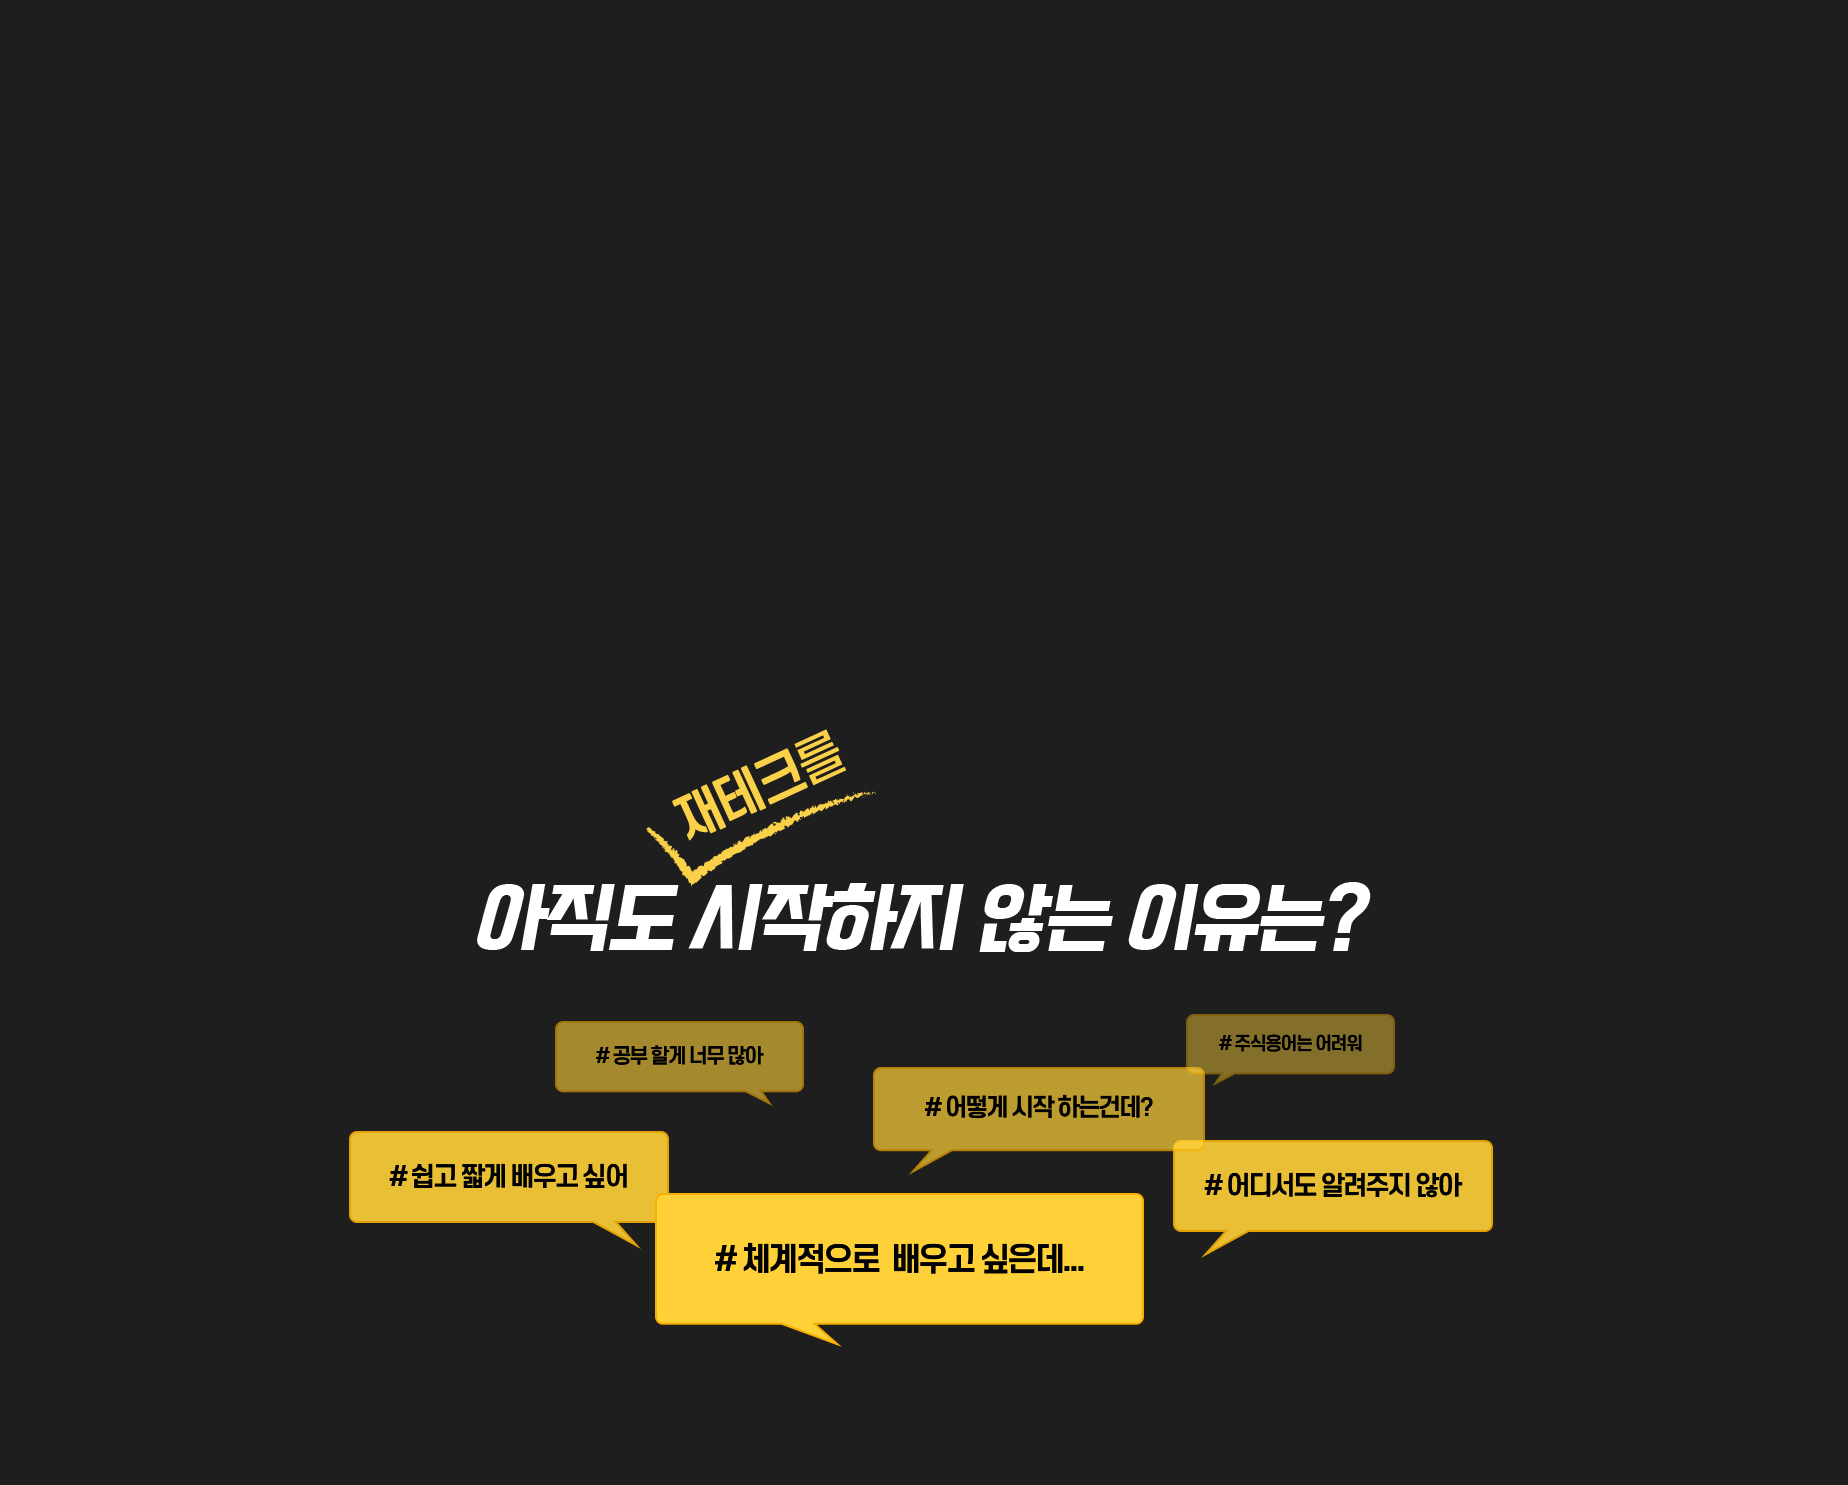 재테크를
아직도 시작하지 않는 이유는?
# 공부 할게 너무 많아
# 주식용어는 어려워
# 어떻게 시작 하는건데?
# 쉽고 짧게 배우고 싶어
# 어디서도 알려주지 않아
# 체계적으로 배우고 싶은데...